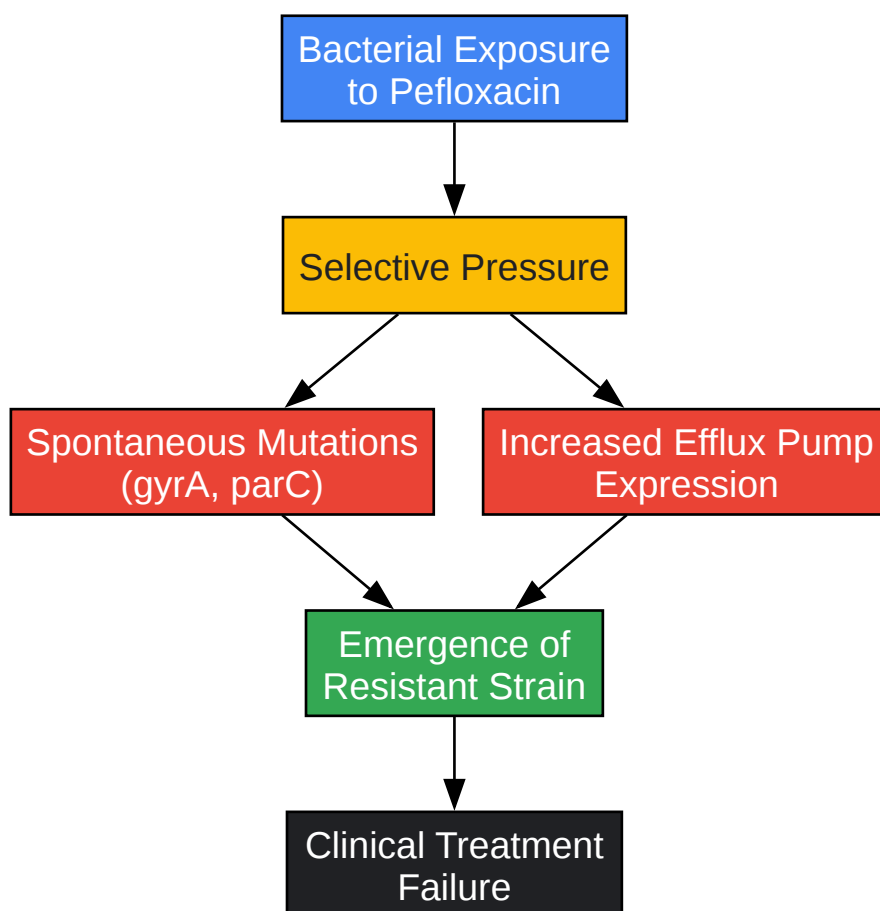 Bacterial Exposure
to Pefloxacin
Selective Pressure
Spontaneous Mutations
(gyrA, parC)
Increased Efflux Pump
Expression
Emergence of
Resistant Strain
Clinical Treatment
Failure